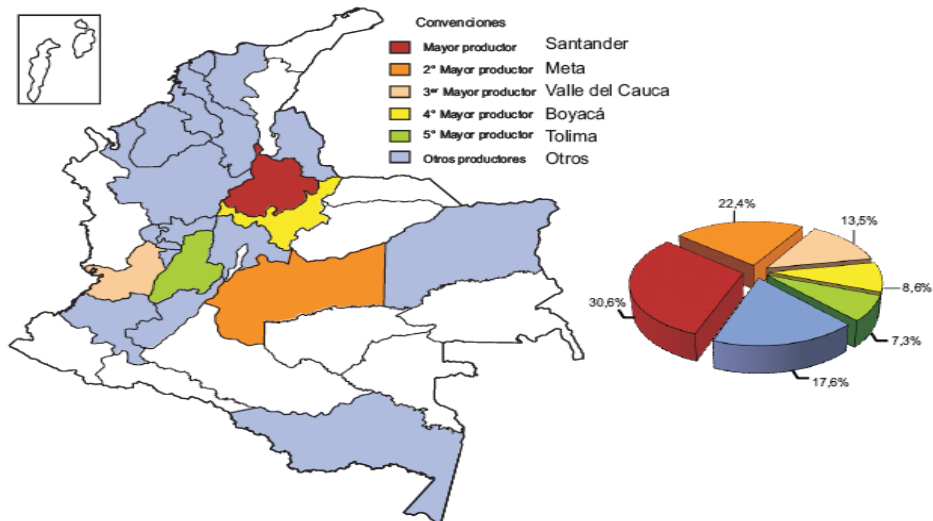 Convenciones
Mayor productor Santander
2° Mayor productor Meta
3er Mayor productor Valle del Cauca
4° Mayor productor Boyacá
5° Mayor productor Tolima
Otros productores Otros
22,4%
13,5%
8,6%
30,6%
7,3%
17,6%